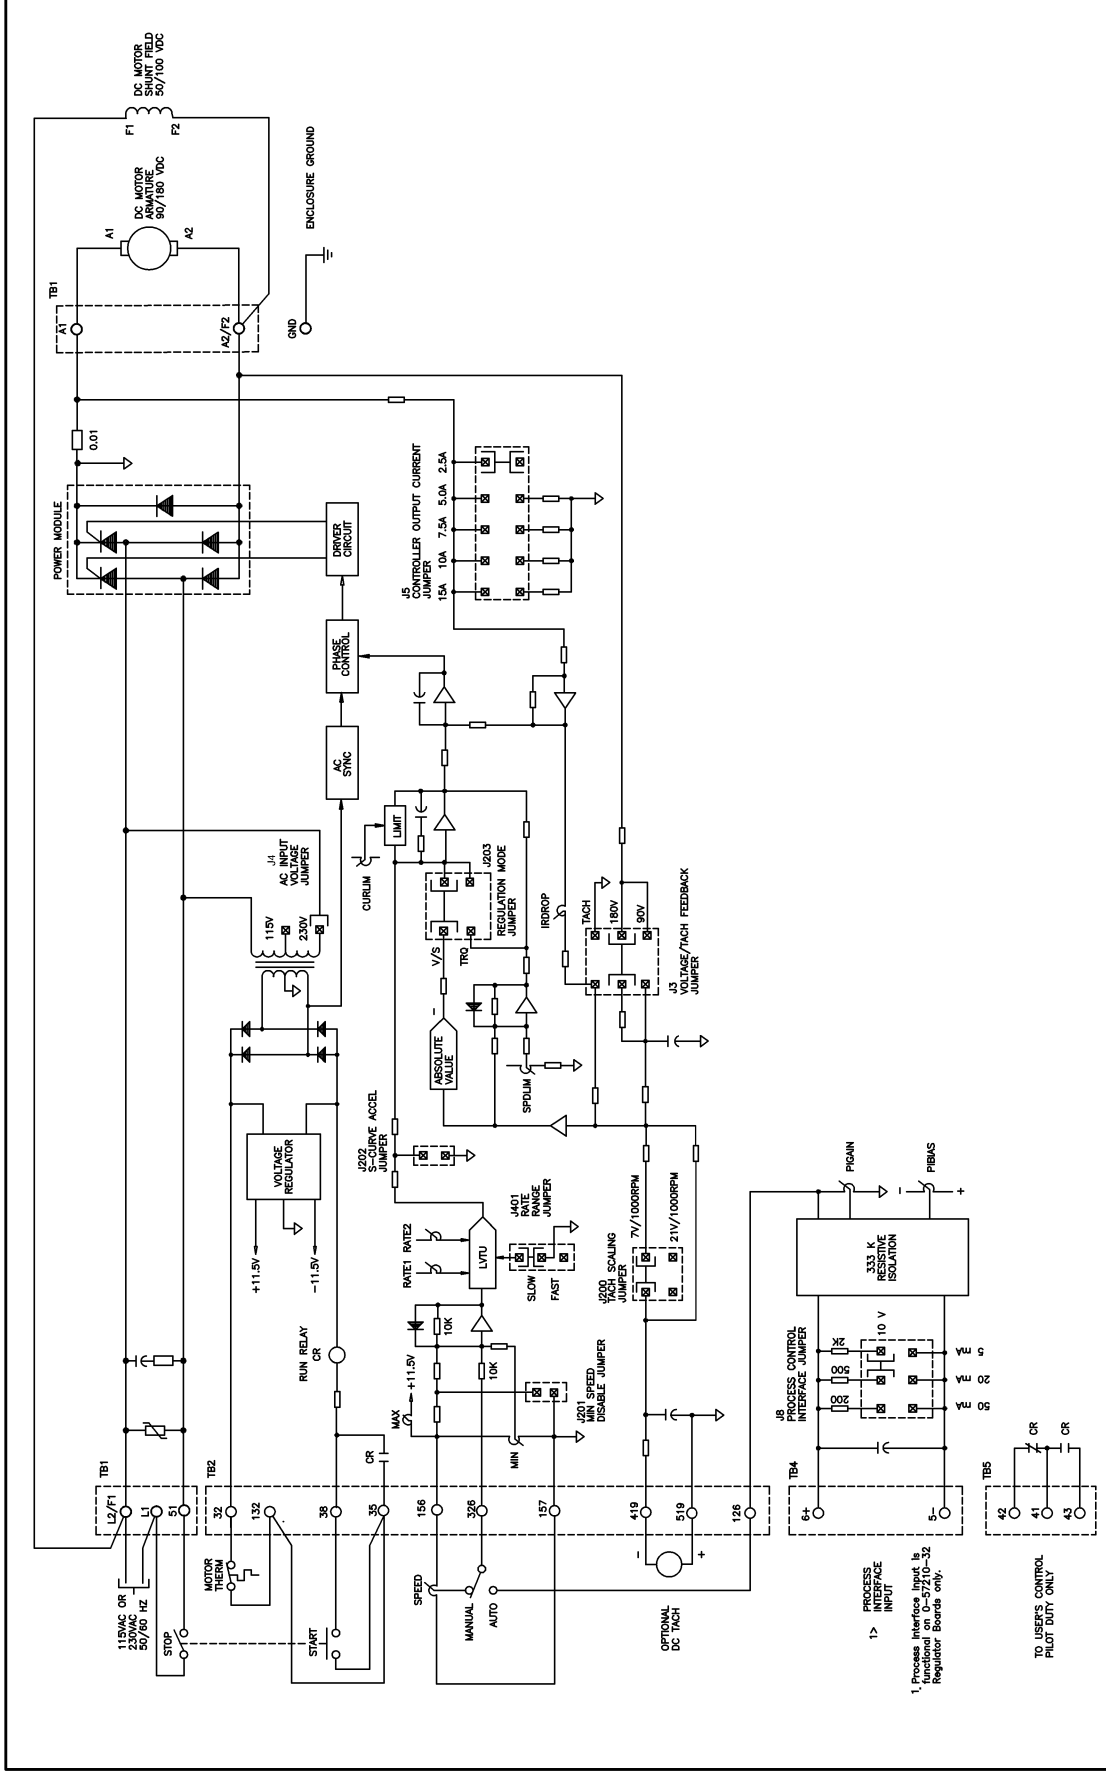 DC MOTOR
SHUNT FIELD
50/100 VDC
F1
F2
DC MOTOR
ARMATURE
90/180 VDC
A1
A2
ENCLOSURE GROUND
TB1
A1
A2/F2
GND
0.01
POWER MODULE
DRIVER
CIRCUIT
J5
CONTROLLER OUTPUT CURRENT
JUMPER
15A
10A
7.5A
5.0A
2.5A
PHASE
CONTROL
AC
SYNC
J4
AC INPUT
VOLTAGE
JUMPER
115V
230V
CURLIM
LIMIT
J203
REGULATION MODE
JUMPER
V/S
TRQ
IRDROP
TACH
180V
90V
J3
VOLTAGE/TACH FEEDBACK
JUMPER
ABSOLUTE
VALUE
–
SPDLIM
VOLTAGE
REGULATOR
+11.5V
–11.5V
J202
S-CURVE ACCEL
JUMPER
RATE1
RATE2
LVTU
J401
RATE
RANGE
JUMPER
SLOW
FAST
J200
TACH SCALING
JUMPER
7V/1000RPM
21V/1000RPM
RUN RELAY
CR
10K
10K
+11.5V
MAX
MIN
J201
MIN SPEED
DISABLE JUMPER
CR
PIGAIN
PIBIAS
–
+
333 K
RESISTIVE
ISOLATION
J8
PROCESS CONTROL
INTERFACE JUMPER
10 V
2K
500
200
5 mA
20 mA
50 mA
TB1
L2/F1
L1
51
TB2
32
132
38
35
156
326
157
419
519
126
TB4
6+
5-
TB5
42
41
43
CR
CR
115VAC OR
230VAC
50/60 HZ
STOP
MOTOR
THERM
START
SPEED
MANUAL
AUTO
–
+
OPTIONAL
DC TACH
1>
PROCESS
INTERFACE
INPUT
1. Process Interface Input is
functional on 0-57210-32
Regulator Boards only.
TO USER'S CONTROL
PILOT DUTY ONLY